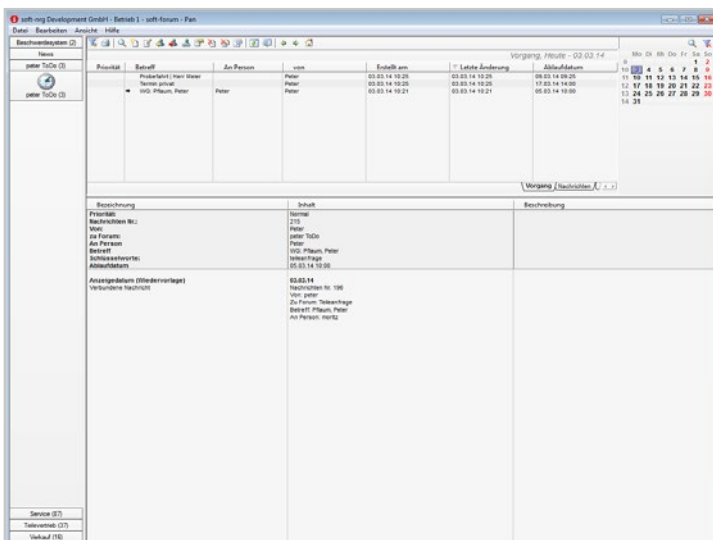 soft-nrg Development GmbH - Betrieb 1 - soft-forum - Pan
Datei Bearbeiten Ansicht Hilfe
Beschwerdesystem (2)
News
peter ToDo (3)
peter ToDo (3)
Vorgang, Heute - 03.03.14
Priorität Betreff An Person von Erstellt am Letzte Änderung Ablaufdatum
Probefahrt | Herr Meier Peter 03.03.14 10:25 03.03.14 10:25 09.03.14 09:25
Termin privat Peter 03.03.14 10:25 03.03.14 10:25 17.03.14 14:00
WG: Pflaum, Peter Peter Peter 03.03.14 10:21 03.03.14 10:21 05.03.14 10:00
Mo Di Mi Do Fr Sa So
9 1 2
10 3 4 5 6 7 8 9
11 10 11 12 13 14 15 16
12 17 18 19 20 21 22 23
13 24 25 26 27 28 29 30
14 31
Vorgang Nachrichten
Bezeichnung Inhalt Beschreibung
Priorität: Normal
Nachrichten Nr.: 215
Von: Peter
zu Forum: peter ToDo
An Person Peter
Betreff WG: Pflaum, Peter
Schlüsselworte: teileanfrage
Ablaufdatum 05.03.14 10:00
Anzeigedatum (Wiedervorlage) 03.03.14
Verbundene Nachricht Nachrichten Nr. 196
Von: peter
Zu Forum: Teileanfrage
Betreff: Pflaum, Peter
An Person: moritz
Service (87)
Teilevertrieb (37)
Verkauf (18)